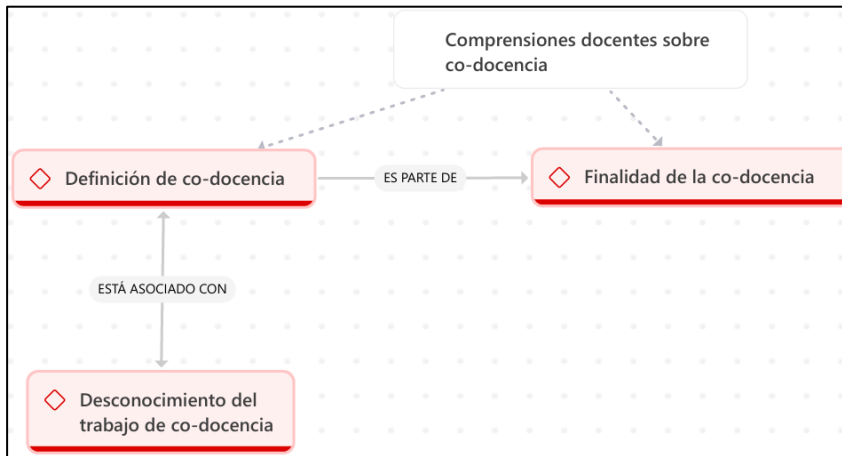 Comprensiones docentes sobre
co-docencia
Definición de co-docencia
ES PARTE DE
Finalidad de la co-docencia
ESTÁ ASOCIADO CON
Desconocimiento del
trabajo de co-docencia